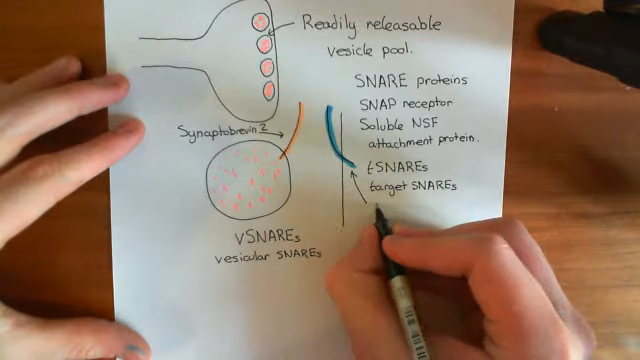 Readily releasable
vesicle pool.
SNARE proteins
SNAP receptor
Soluble NSF
attachment protein.
Synaptobrevin 2
tSNAREs
target SNAREs
vSNAREs
vesicular SNAREs